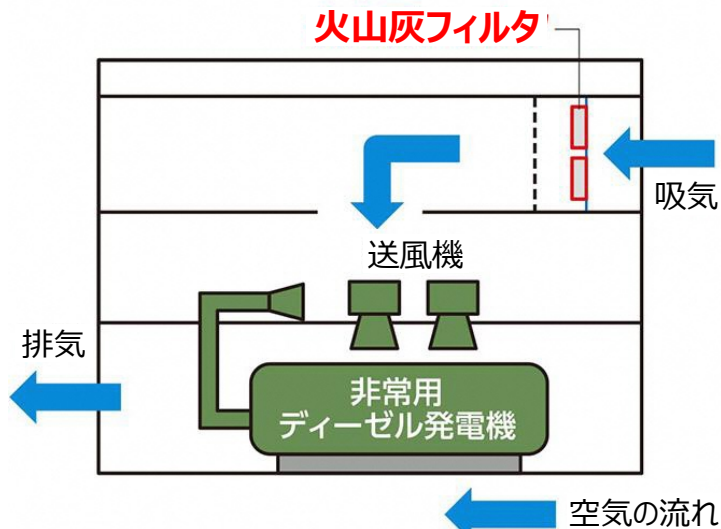 火山灰フィルタ
吸気
送風機
排気
非常用
ディーゼル発電機
空気の流れ